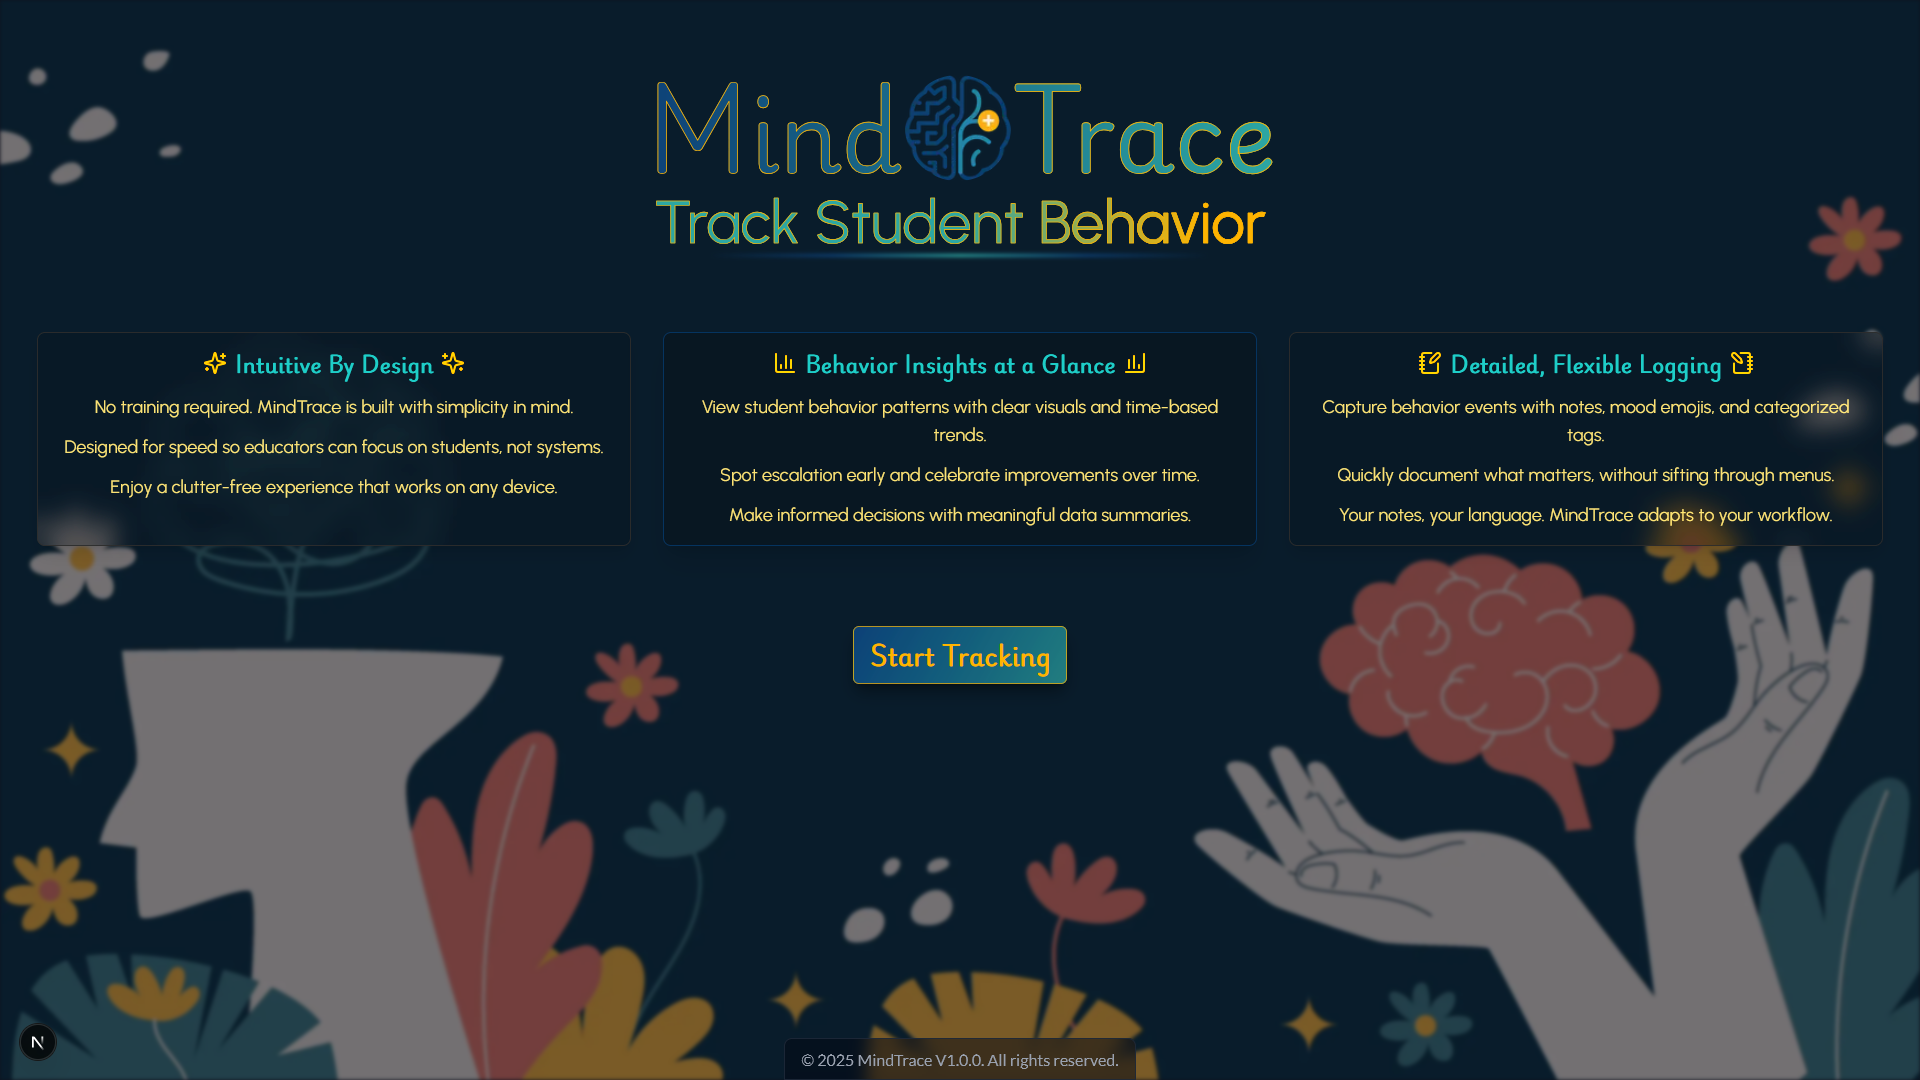 Mind Trace
Track Student Behavior
Intuitive By Design
No training required. MindTrace is built with simplicity in mind.
Designed for speed so educators can focus on students, not systems.
Enjoy a clutter-free experience that works on any device.
Behavior Insights at a Glance
View student behavior patterns with clear visuals and time-based
trends.
Spot escalation early and celebrate improvements over time.
Make informed decisions with meaningful data summaries.
Detailed, Flexible Logging
Capture behavior events with notes, mood emojis, and categorized
tags.
Quickly document what matters, without sifting through menus.
Your notes, your language. MindTrace adapts to your workflow.
Start Tracking
N
© 2025 MindTrace V1.0.0. All rights reserved.